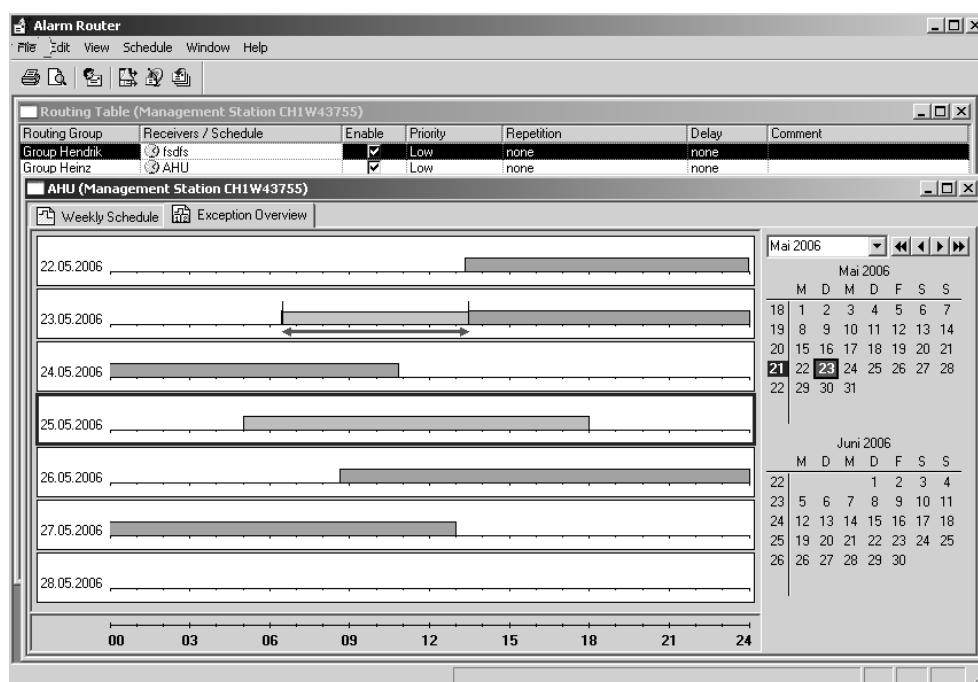 Alarm Router
File Edit View Schedule Window Help
Routing Table (Management Station CH1W43755)
Routing Group Receivers / Schedule Enable Priority Repetition Delay Comment
Group Hendrik fsdfs Low none none
Group Heinz AHU Low none none
AHU (Management Station CH1W43755)
Weekly Schedule Exception Overview
22.05.2006
23.05.2006
24.05.2006
25.05.2006
26.05.2006
27.05.2006
28.05.2006
00 03 06 09 12 15 18 21 24
Mai 2006
Mai 2006
M D M D F S S
18 1 2 3 4 5 6 7
19 8 9 10 11 12 13 14
20 15 16 17 18 19 20 21
21 22 23 24 25 26 27 28
22 29 30 31
Juni 2006
M D M D F S S
22 1 2 3 4
23 5 6 7 8 9 10 11
24 12 13 14 15 16 17 18
25 19 20 21 22 23 24 25
26 26 27 28 29 30